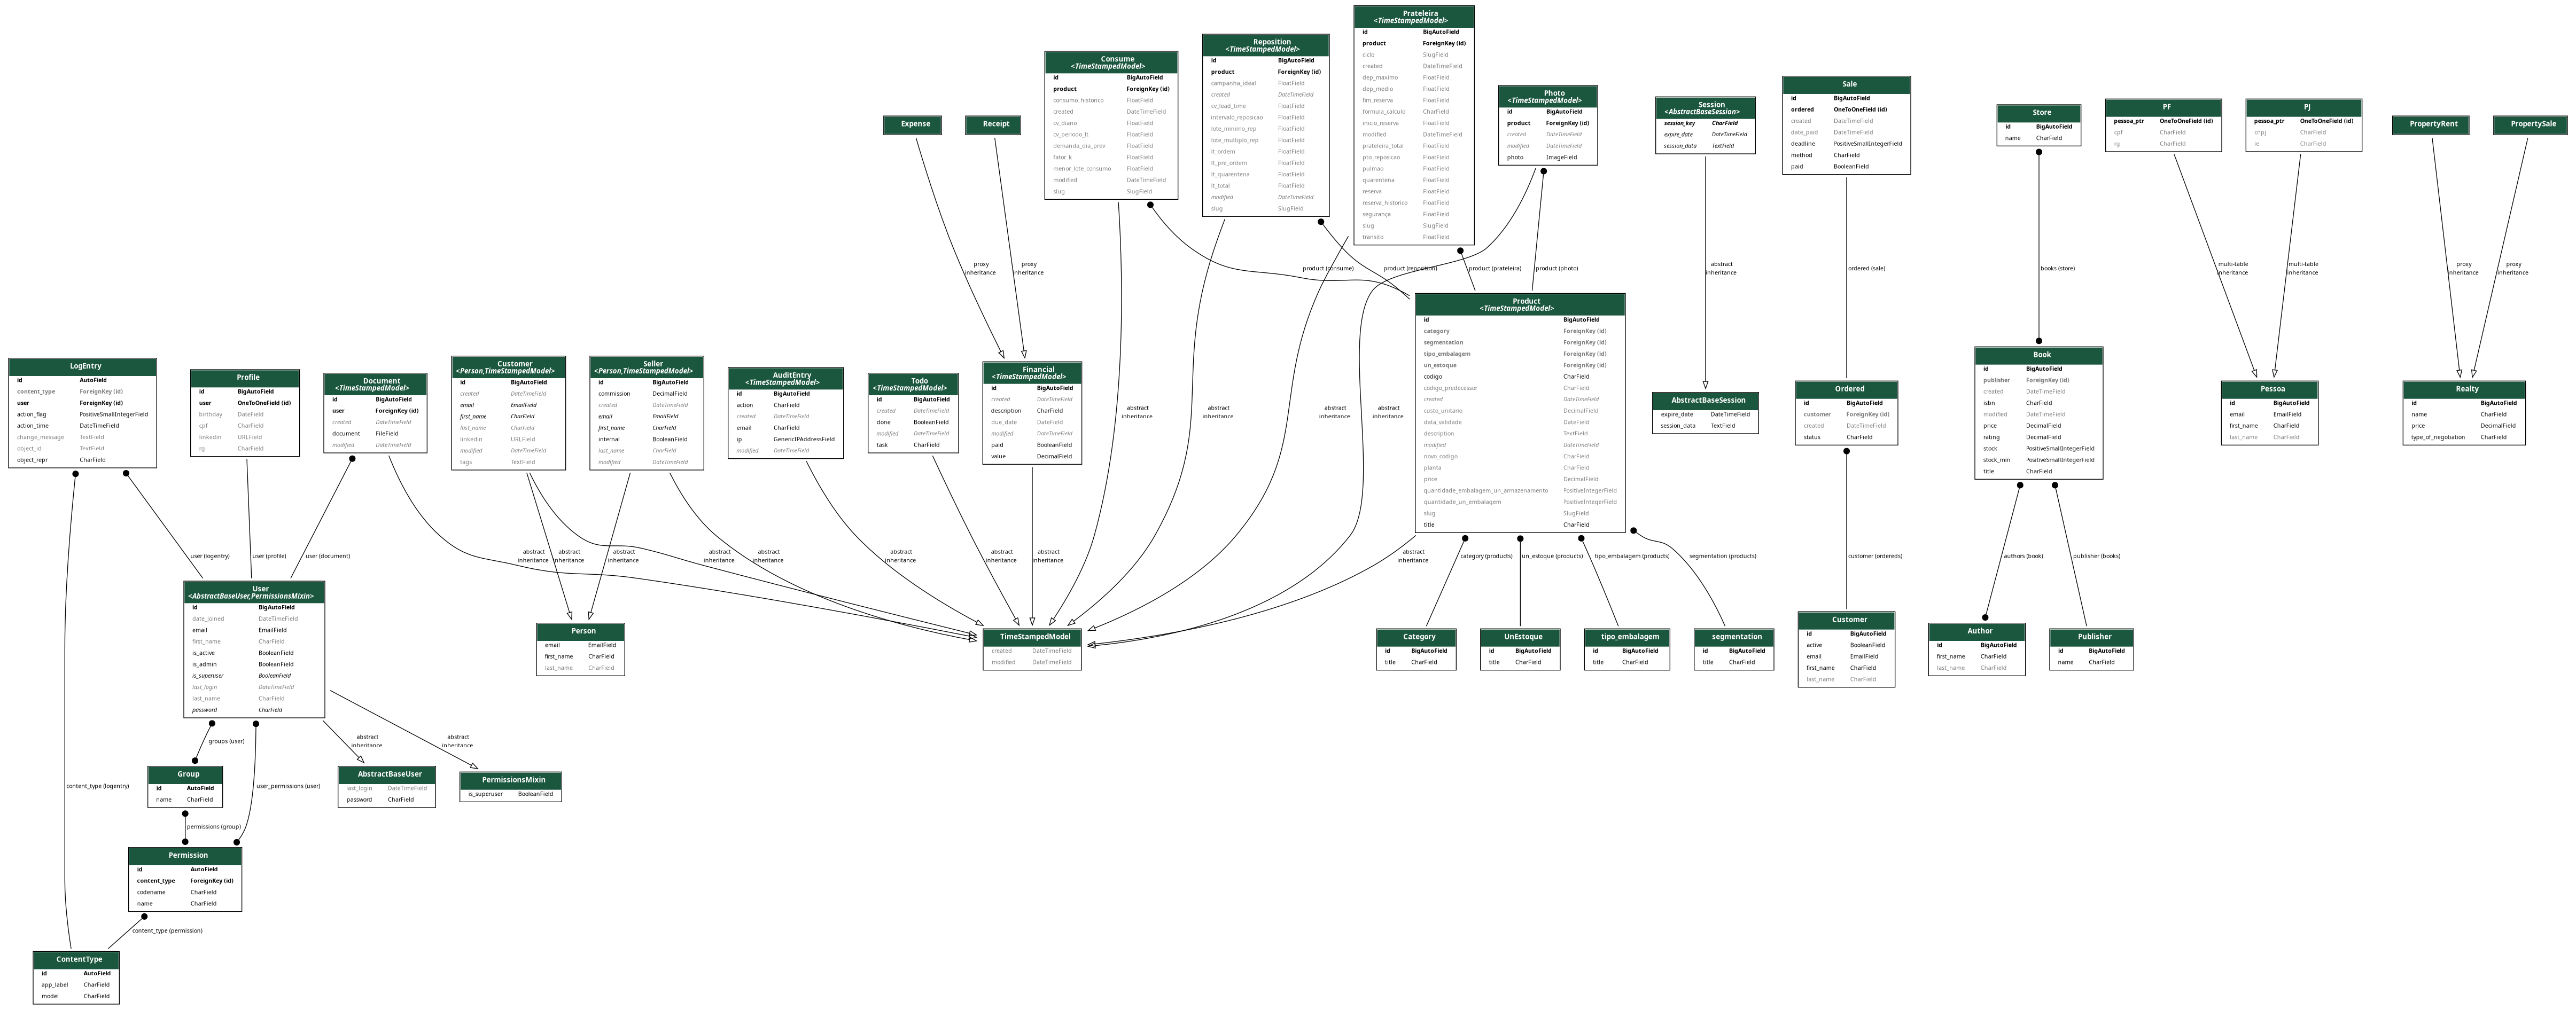 Prateleira
<TimeStampedModel>
id BigAutoField
product ForeignKey (id)
ciclo SlugField
created DateTimeField
dep_maximo FloatField
dep_medio FloatField
fim_reserva FloatField
formula_calculo CharField
inicio_reserva FloatField
modified DateTimeField
prateleira_total FloatField
pto_reposicao FloatField
pulmao FloatField
quarentena FloatField
reserva FloatField
reserva_historico FloatField
segurança FloatField
slug SlugField
transito FloatField
Reposition
<TimeStampedModel>
id BigAutoField
product ForeignKey (id)
campanha_ideal FloatField
created DateTimeField
cv_lead_time FloatField
intervalo_reposicao FloatField
lote_minimo_rep FloatField
lote_multiplo_rep FloatField
lt_ordem FloatField
lt_pre_ordem FloatField
lt_quarentena FloatField
lt_total FloatField
modified DateTimeField
slug SlugField
Consume
<TimeStampedModel>
id BigAutoField
product ForeignKey (id)
consumo_historico FloatField
created DateTimeField
cv_diario FloatField
cv_periodo_lt FloatField
demanda_dia_prev FloatField
fator_k FloatField
menor_lote_consumo FloatField
modified DateTimeField
slug SlugField
Photo
<TimeStampedModel>
id BigAutoField
product ForeignKey (id)
created DateTimeField
modified DateTimeField
photo ImageField
Session
<AbstractBaseSession>
session_key CharField
expire_date DateTimeField
session_data TextField
Sale
id BigAutoField
ordered OneToOneField (id)
created DateTimeField
date_paid DateTimeField
deadline PositiveSmallIntegerField
method CharField
paid BooleanField
Store
id BigAutoField
name CharField
PF
pessoa_ptr OneToOneField (id)
cpf CharField
rg CharField
PJ
pessoa_ptr OneToOneField (id)
cnpj CharField
ie CharField
PropertyRent
PropertySale
Expense
Receipt
proxy
inheritance
proxy
inheritance
product (consume)
product (reposition)
product (prateleira)
product (photo)
abstract
inheritance
ordered (sale)
books (store)
multi-table
inheritance
multi-table
inheritance
proxy
inheritance
proxy
inheritance
LogEntry
id AutoField
content_type ForeignKey (id)
user ForeignKey (id)
action_flag PositiveSmallIntegerField
action_time DateTimeField
change_message TextField
object_id TextField
object_repr CharField
Profile
id BigAutoField
user OneToOneField (id)
birthday DateField
cpf CharField
linkedin URLField
rg CharField
Document
<TimeStampedModel>
id BigAutoField
user ForeignKey (id)
created DateTimeField
document FileField
modified DateTimeField
Customer
<Person,TimeStampedModel>
id BigAutoField
created DateTimeField
email EmailField
first_name CharField
last_name CharField
linkedin URLField
modified DateTimeField
tags TextField
Seller
<Person,TimeStampedModel>
id BigAutoField
commission DecimalField
created DateTimeField
email EmailField
first_name CharField
internal BooleanField
last_name CharField
modified DateTimeField
AuditEntry
<TimeStampedModel>
id BigAutoField
action CharField
created DateTimeField
email CharField
ip GenericIPAddressField
modified DateTimeField
Todo
<TimeStampedModel>
id BigAutoField
created DateTimeField
done BooleanField
modified DateTimeField
task CharField
Financial
<TimeStampedModel>
id BigAutoField
created DateTimeField
description CharField
due_date DateField
modified DateTimeField
paid BooleanField
value DecimalField
abstract
inheritance
abstract
inheritance
abstract
inheritance
abstract
inheritance
Product
<TimeStampedModel>
id BigAutoField
category ForeignKey (id)
segmentation ForeignKey (id)
tipo_embalagem ForeignKey (id)
un_estoque ForeignKey (id)
codigo CharField
codigo_predecessor CharField
created DateTimeField
custo_unitario DecimalField
data_validade DateField
description TextField
modified DateTimeField
novo_codigo CharField
planta CharField
price DecimalField
quantidade_embalagem_un_armazenamento PositiveIntegerField
quantidade_un_embalagem PositiveIntegerField
slug SlugField
title CharField
AbstractBaseSession
expire_date DateTimeField
session_data TextField
Ordered
id BigAutoField
customer ForeignKey (id)
created DateTimeField
status CharField
Book
id BigAutoField
publisher ForeignKey (id)
created DateTimeField
isbn CharField
modified DateTimeField
price DecimalField
rating DecimalField
stock PositiveSmallIntegerField
stock_min PositiveSmallIntegerField
title CharField
Pessoa
id BigAutoField
email EmailField
first_name CharField
last_name CharField
Realty
id BigAutoField
name CharField
price DecimalField
type_of_negotiation CharField
user (logentry)
user (profile)
user (document)
abstract
inheritance
abstract
inheritance
abstract
inheritance
abstract
inheritance
abstract
inheritance
abstract
inheritance
abstract
inheritance
abstract
inheritance
abstract
inheritance
category (products)
un_estoque (products)
tipo_embalagem (products)
segmentation (products)
customer (ordereds)
authors (book)
publisher (books)
User
<AbstractBaseUser,PermissionsMixin>
id BigAutoField
date_joined DateTimeField
email EmailField
first_name CharField
is_active BooleanField
is_admin BooleanField
is_superuser BooleanField
last_login DateTimeField
last_name CharField
password CharField
Person
email EmailField
first_name CharField
last_name CharField
TimeStampedModel
created DateTimeField
modified DateTimeField
Category
id BigAutoField
title CharField
UnEstoque
id BigAutoField
title CharField
tipo_embalagem
id BigAutoField
title CharField
segmentation
id BigAutoField
title CharField
Customer
id BigAutoField
active BooleanField
email EmailField
first_name CharField
last_name CharField
Author
id BigAutoField
first_name CharField
last_name CharField
Publisher
id BigAutoField
name CharField
groups (user)
abstract
inheritance
abstract
inheritance
content_type (logentry)
user_permissions (user)
Group
id AutoField
name CharField
AbstractBaseUser
last_login DateTimeField
password CharField
PermissionsMixin
is_superuser BooleanField
permissions (group)
Permission
id AutoField
content_type ForeignKey (id)
codename CharField
name CharField
content_type (permission)
ContentType
id AutoField
app_label CharField
model CharField